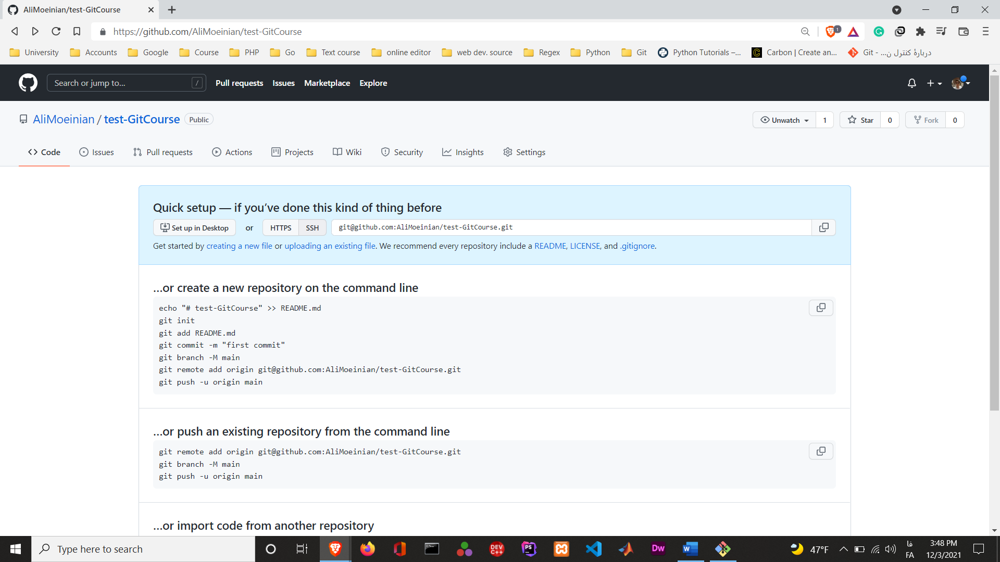 AliMoeinian/test-GitCourse
https://github.com/AliMoeinian/test-GitCourse
1
University Accounts Google Course PHP Go Text course online editor web dev. source Regex Python Git Python Tutorials –... Carbon | Create an... Git - ...دربارهٔ کنترل ن
Search or jump to... / Pull requests Issues Marketplace Explore
AliMoeinian / test-GitCourse Public
Unwatch 1 Star 0 Fork 0
Code Issues Pull requests Actions Projects Wiki Security Insights Settings
Quick setup — if you’ve done this kind of thing before
Set up in Desktop or HTTPS SSH git@github.com:AliMoeinian/test-GitCourse.git
Get started by creating a new file or uploading an existing file. We recommend every repository include a README, LICENSE, and .gitignore.
…or create a new repository on the command line
echo "# test-GitCourse" >> README.md
git init
git add README.md
git commit -m "first commit"
git branch -M main
git remote add origin git@github.com:AliMoeinian/test-GitCourse.git
git push -u origin main
…or push an existing repository from the command line
git remote add origin git@github.com:AliMoeinian/test-GitCourse.git
git branch -M main
git push -u origin main
…or import code from another repository
Type here to search
DEV C++
PS
Dw
W
47°F
فا
FA
3:48 PM
12/3/2021